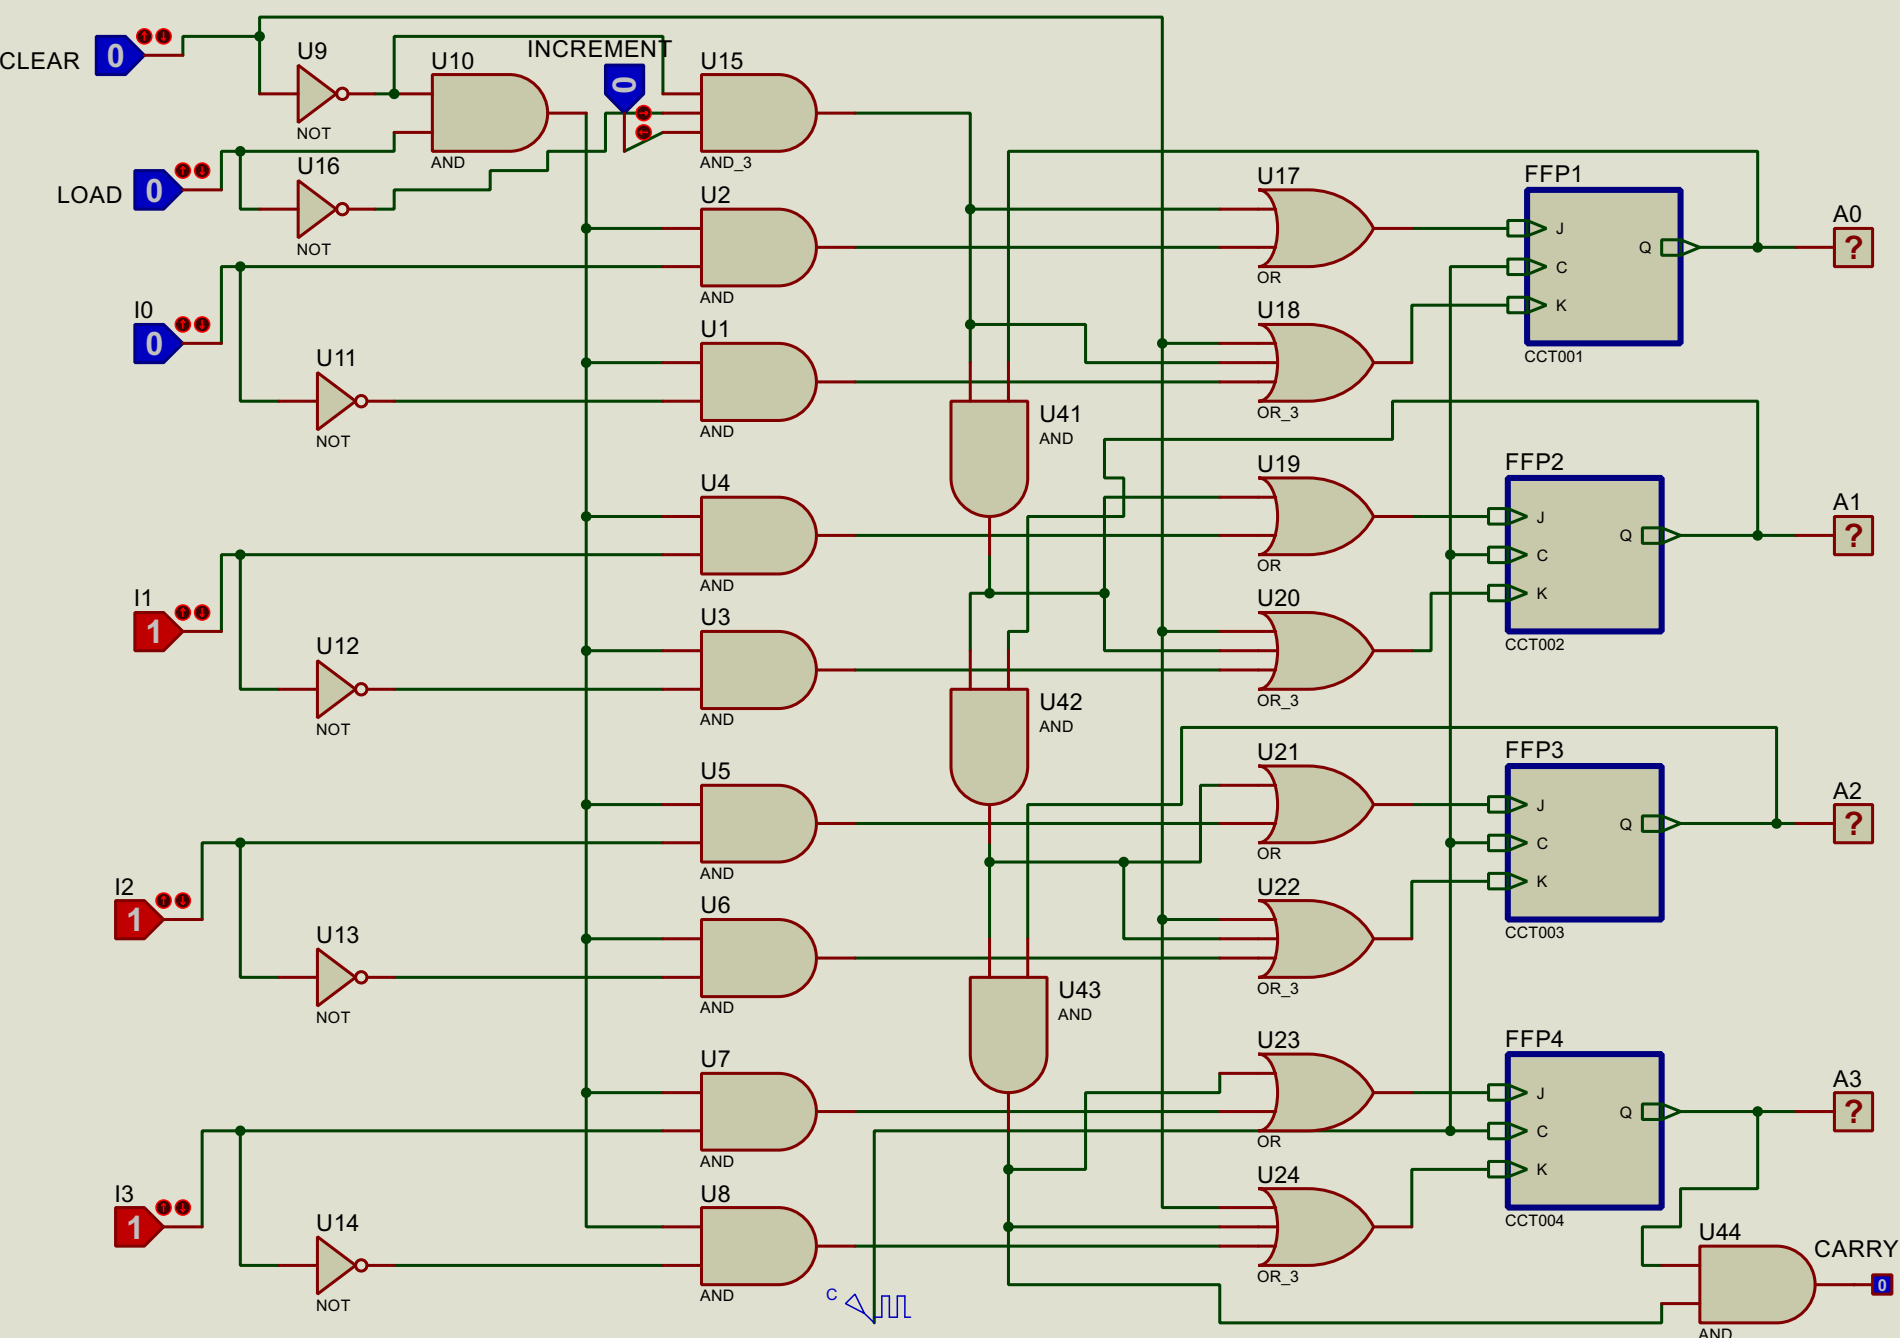 CLEAR
0
U9
NOT
U10
AND
INCREMENT
0
U15
AND_3
LOAD
0
U16
NOT
U2
AND
U17
OR
FFP1
J
C
K
Q
CCT001
A0
?
I0
0
U11
NOT
U1
AND
U18
OR_3
U41
AND
U4
AND
U19
OR
FFP2
J
C
K
Q
CCT002
A1
?
I1
1
U12
NOT
U3
AND
U20
OR_3
U42
AND
U5
AND
U21
OR
FFP3
J
C
K
Q
CCT003
A2
?
I2
1
U13
NOT
U6
AND
U22
OR_3
U43
AND
U7
AND
U23
OR
FFP4
J
C
K
Q
CCT004
A3
?
I3
1
U14
NOT
U8
AND
U24
OR_3
C
U44
AND
CARRY
0